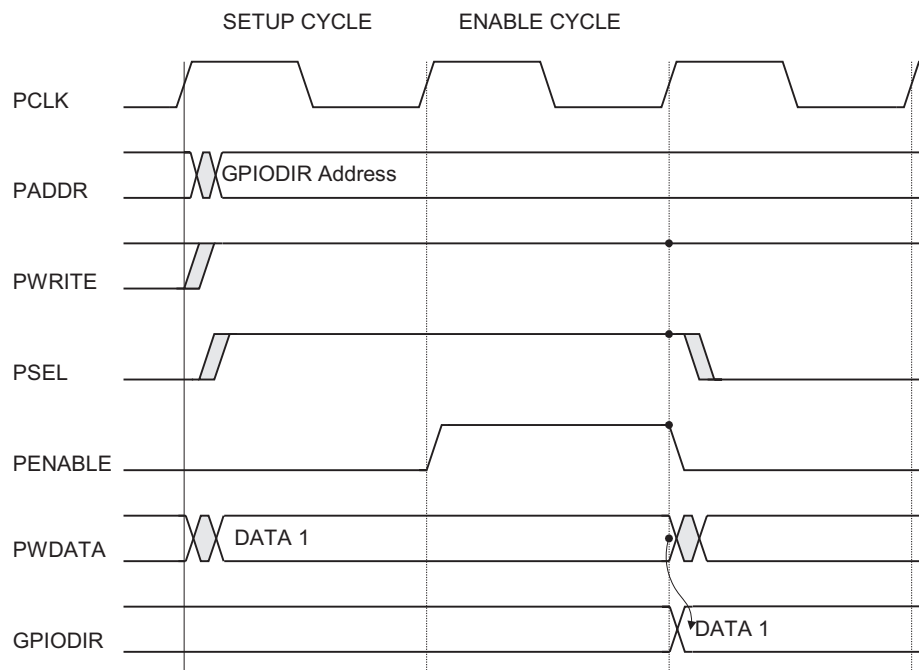 SETUP CYCLE ENABLE CYCLE
PCLK
PADDR GPIODIR Address
PWRITE
PSEL
PENABLE
PWDATA DATA 1
GPIODIR DATA 1